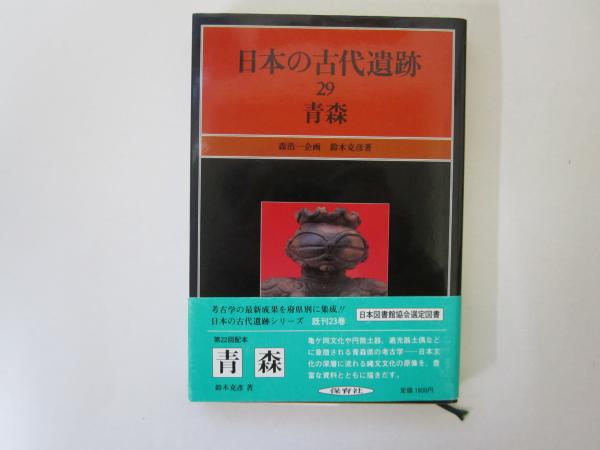 日本の古代遺跡
29
青森
森浩一企画 鈴木克彦著
考古学の最新成果を府県別に集成!!
日本の古代遺跡シリーズ 既刊23巻
日本図書館協会選定図書
第22回配本
青森
鈴木克彦 著
亀ケ岡文化や円筒土器、遮光器土偶など
に象徴される青森県の考古学──日本文
化の深層に流れる縄文文化の原像を、豊
富な資料とともに描きだす。
保育社
定価1800円